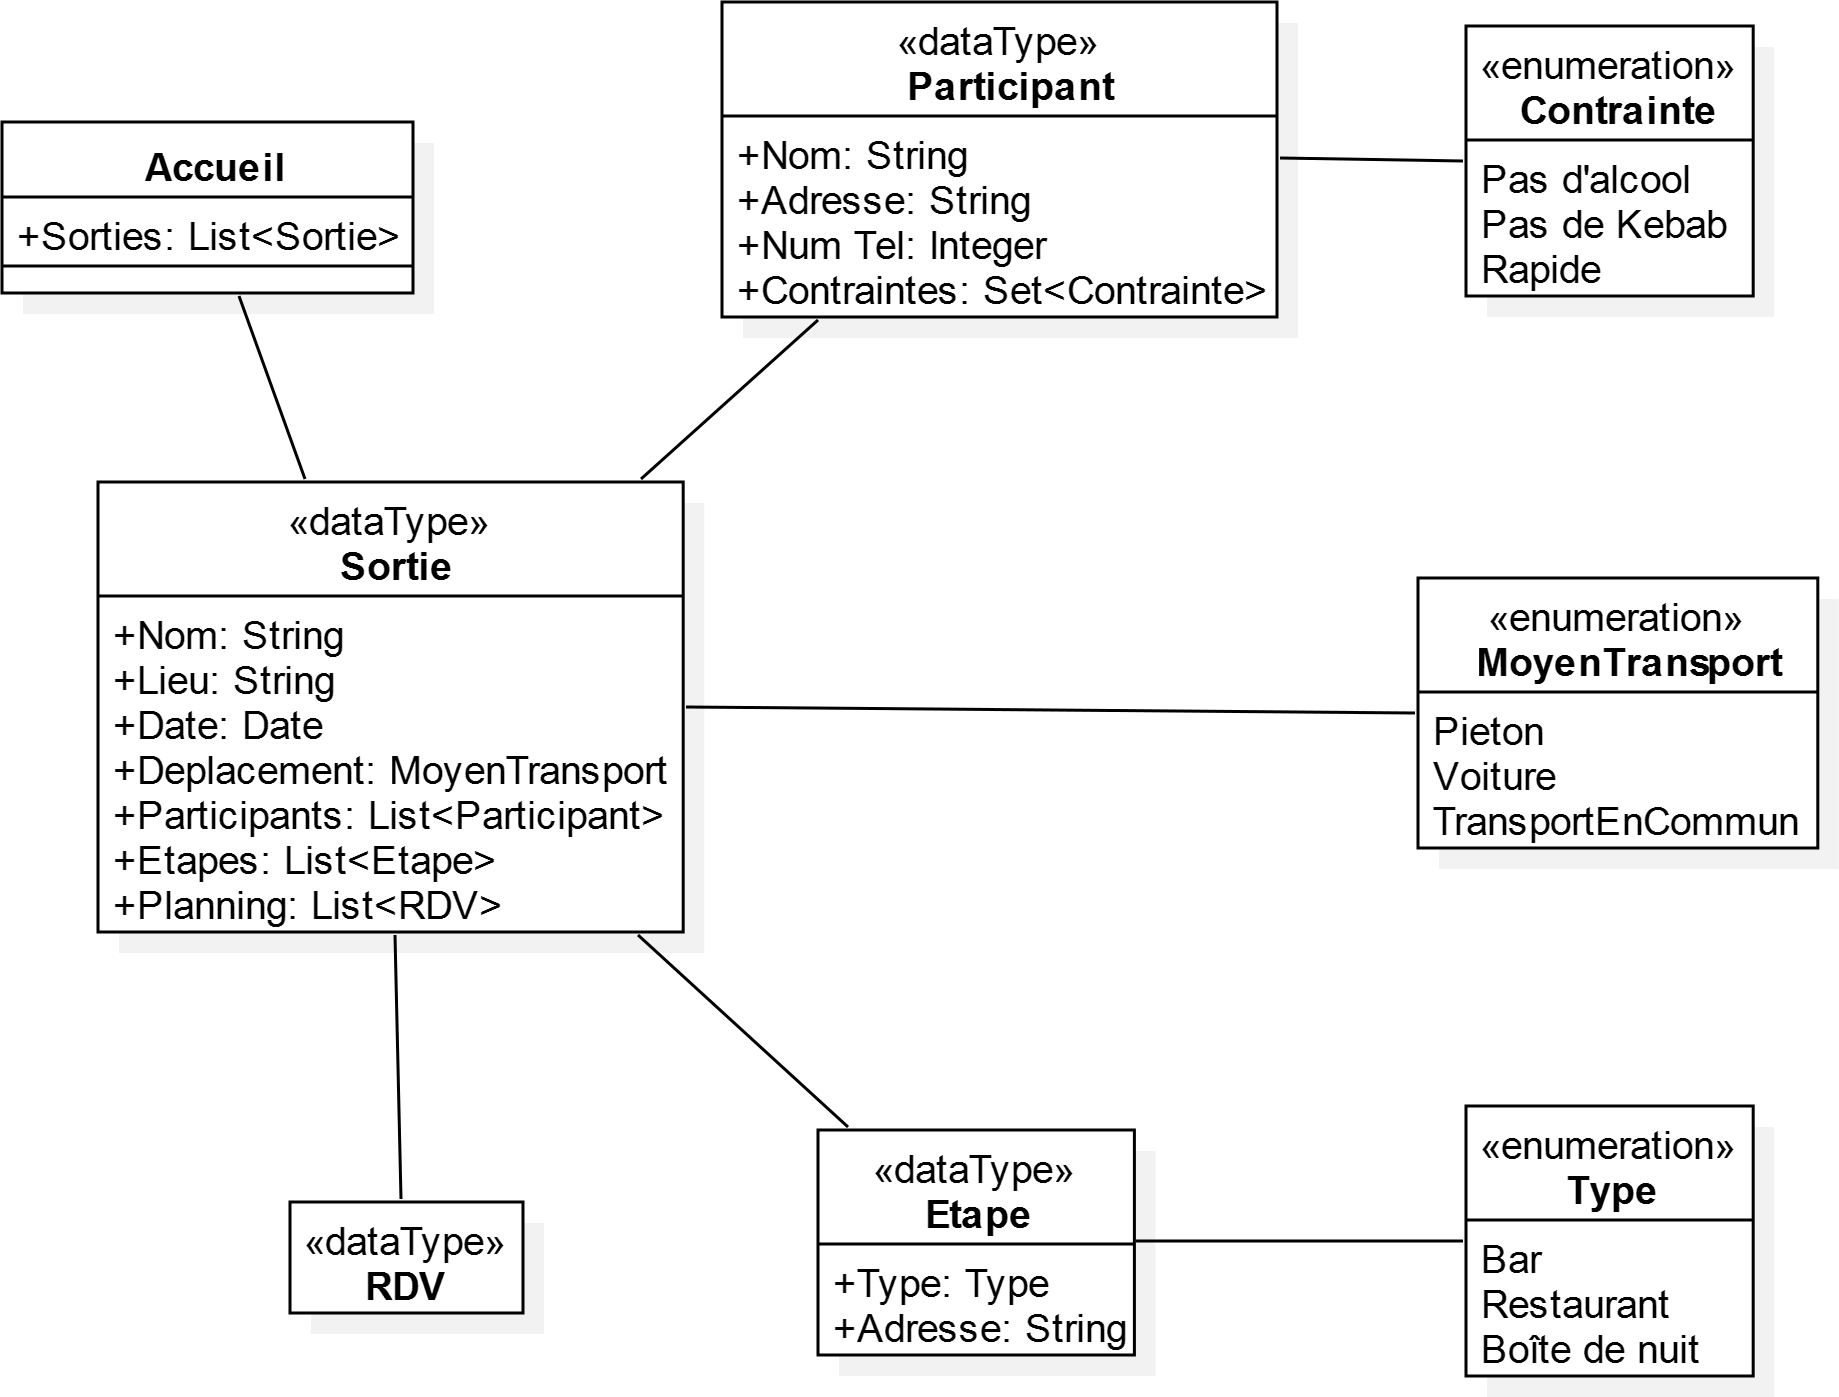 Accueil
+Sorties: List<Sortie>
«dataType»
Participant
+Nom: String
+Adresse: String
+Num Tel: Integer
+Contraintes: Set<Contrainte>
«enumeration»
Contrainte
Pas d'alcool
Pas de Kebab
Rapide
«dataType»
Sortie
+Nom: String
+Lieu: String
+Date: Date
+Deplacement: MoyenTransport
+Participants: List<Participant>
+Etapes: List<Etape>
+Planning: List<RDV>
«enumeration»
MoyenTransport
Pieton
Voiture
TransportEnCommun
«dataType»
RDV
«dataType»
Etape
+Type: Type
+Adresse: String
«enumeration»
Type
Bar
Restaurant
Boîte de nuit